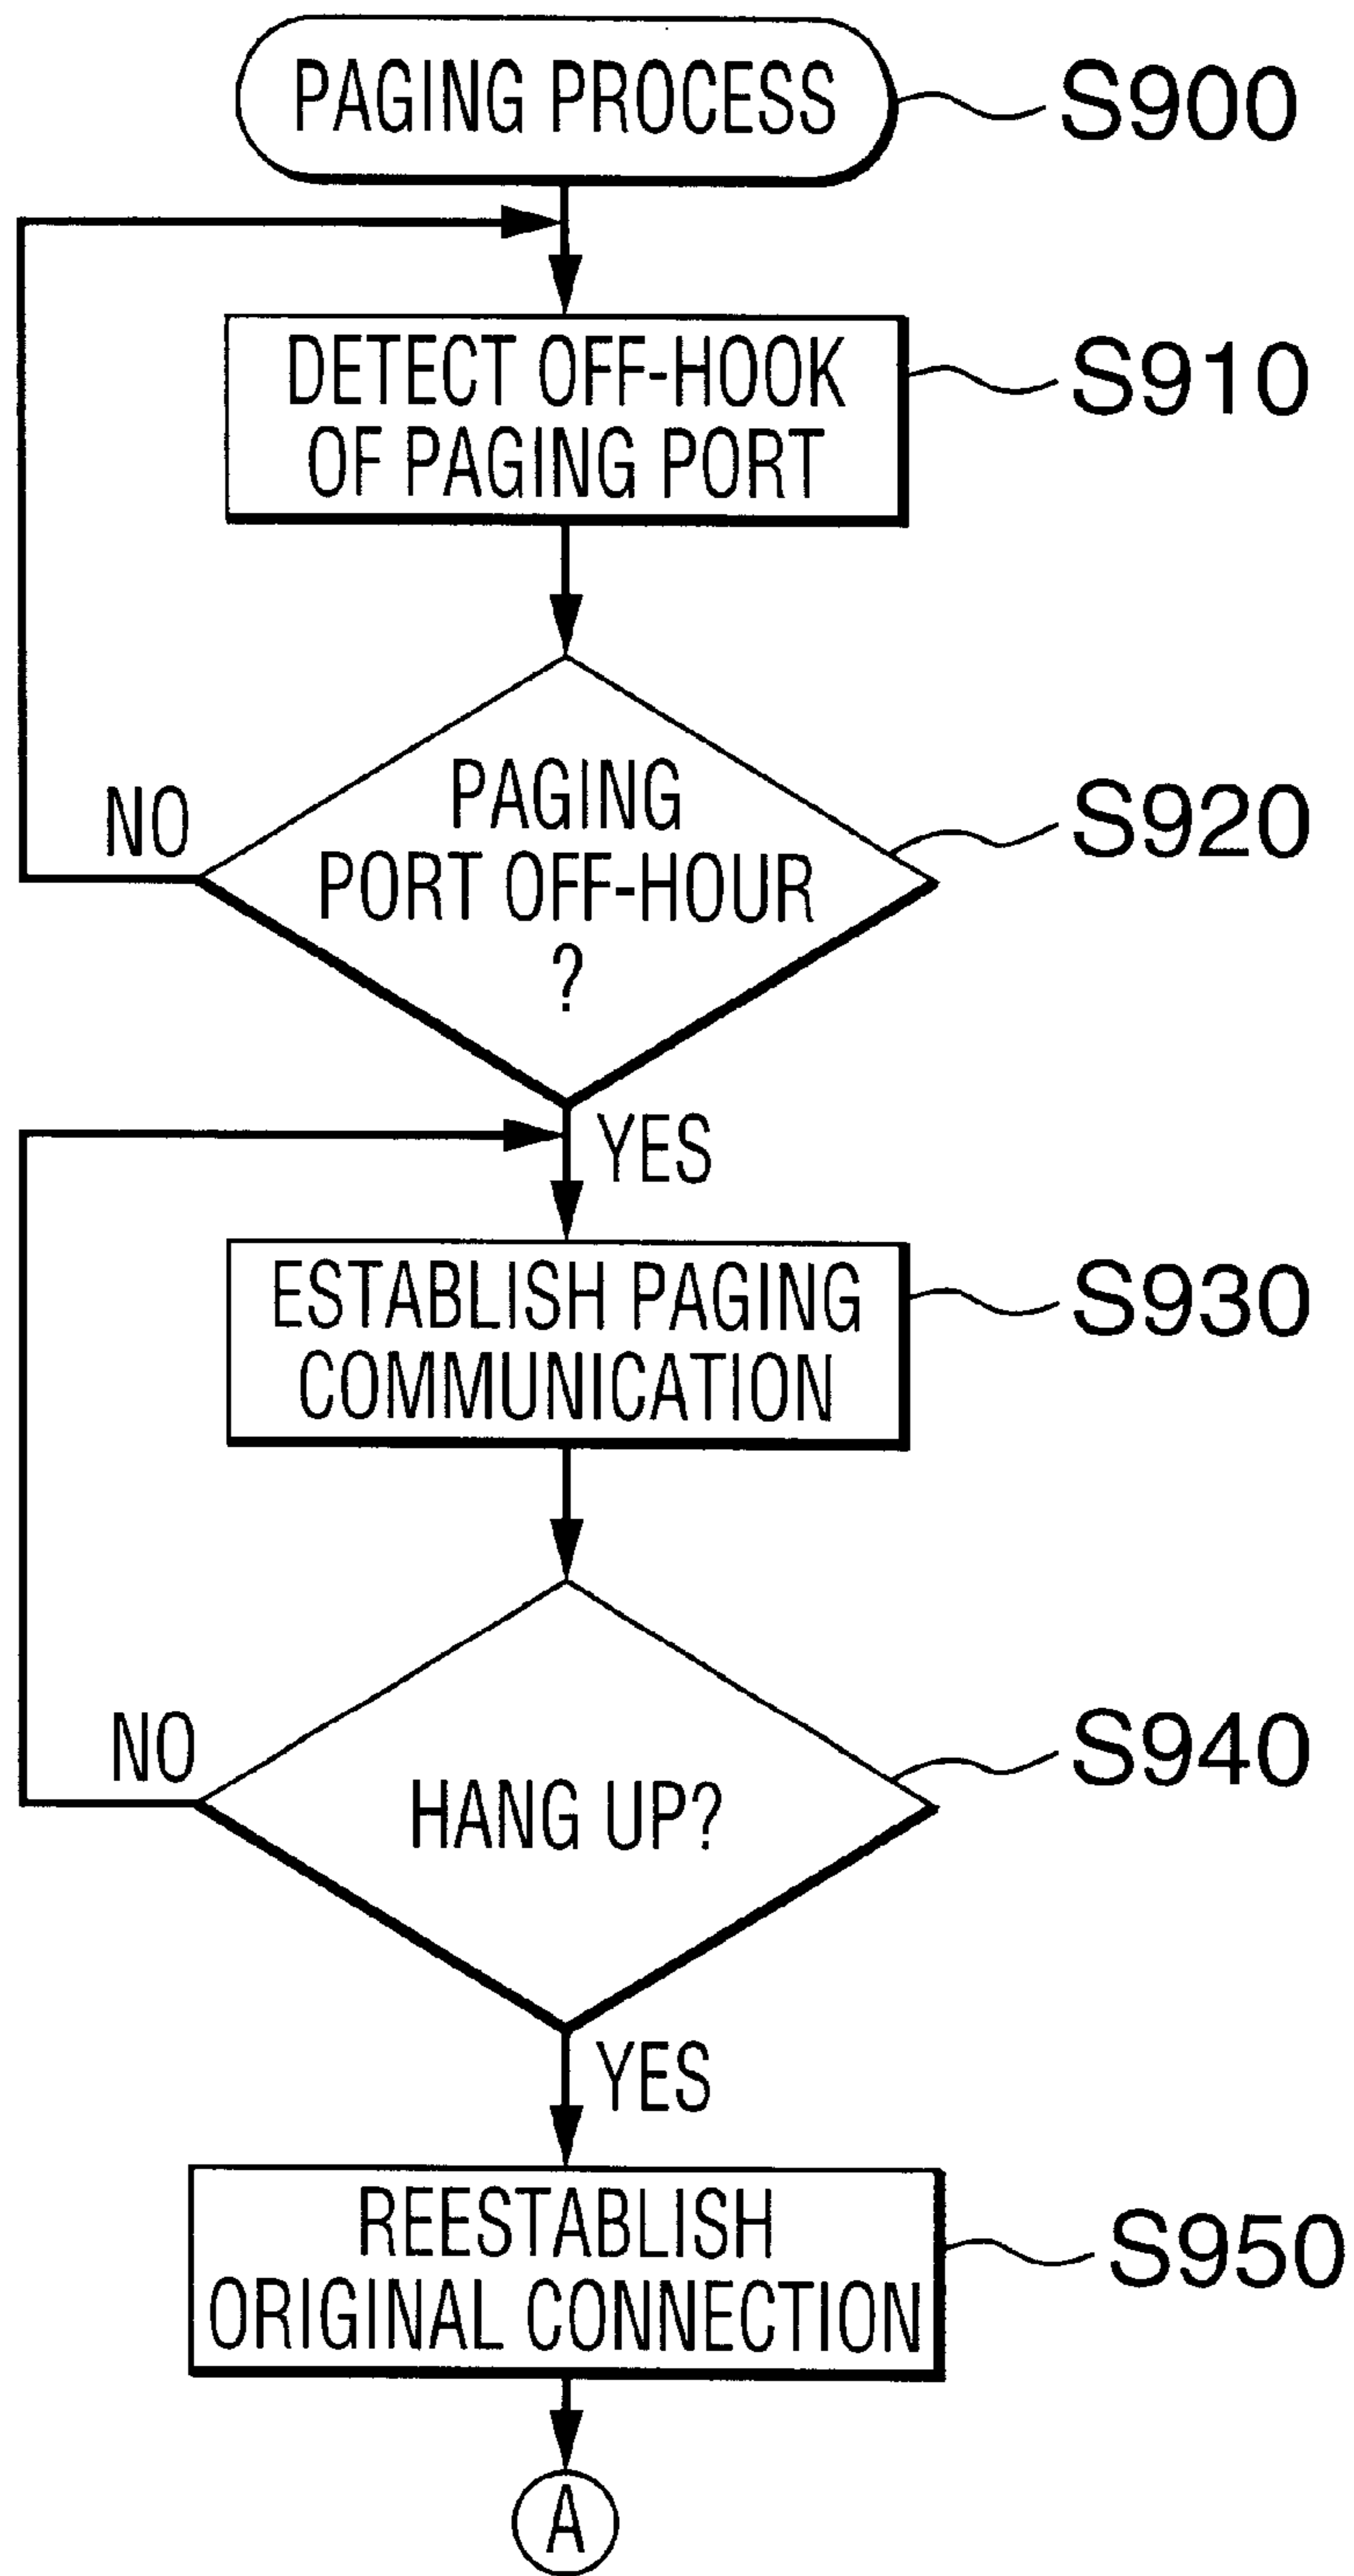 PAGING PROCESS
S900
DETECT OFF-HOOK
OF PAGING PORT
S910
PAGING
PORT OFF-HOUR
?
S920
NO
YES
ESTABLISH PAGING
COMMUNICATION
S930
HANG UP?
S940
NO
YES
REESTABLISH
ORIGINAL CONNECTION
S950
A